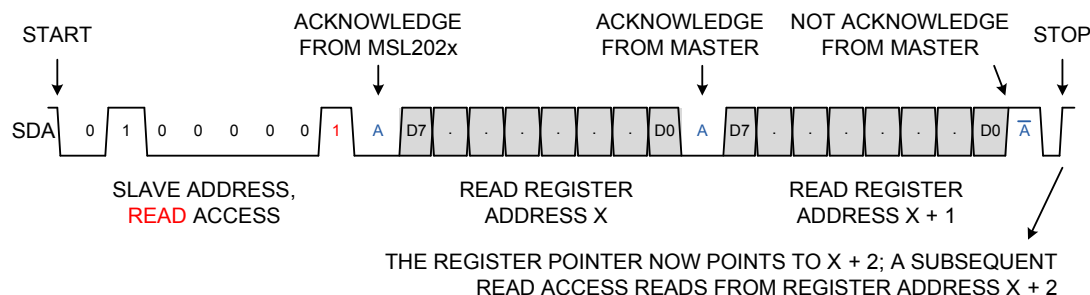 START
ACKNOWLEDGE
FROM MSL202x
ACKNOWLEDGE
FROM MASTER
NOT ACKNOWLEDGE
FROM MASTER
STOP
SDA 0 1 0 0 0 0 0 1 A D7 . . . . . . D0 A D7 . . . . . . D0 A̅
SLAVE ADDRESS,
READ ACCESS
READ REGISTER
ADDRESS X
READ REGISTER
ADDRESS X + 1
THE REGISTER POINTER NOW POINTS TO X + 2; A SUBSEQUENT
READ ACCESS READS FROM REGISTER ADDRESS X + 2